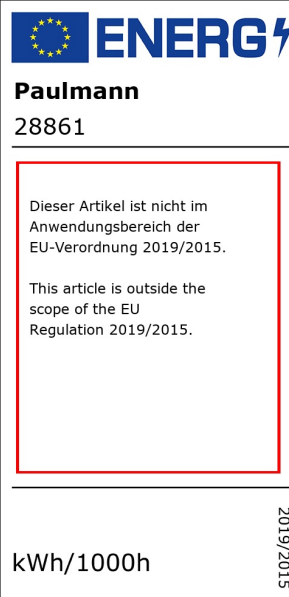 ENERG
Paulmann
28861
Dieser Artikel ist nicht im
Anwendungsbereich der
EU-Verordnung 2019/2015.
This article is outside the
scope of the EU
Regulation 2019/2015.
kWh/1000h
2019/2015